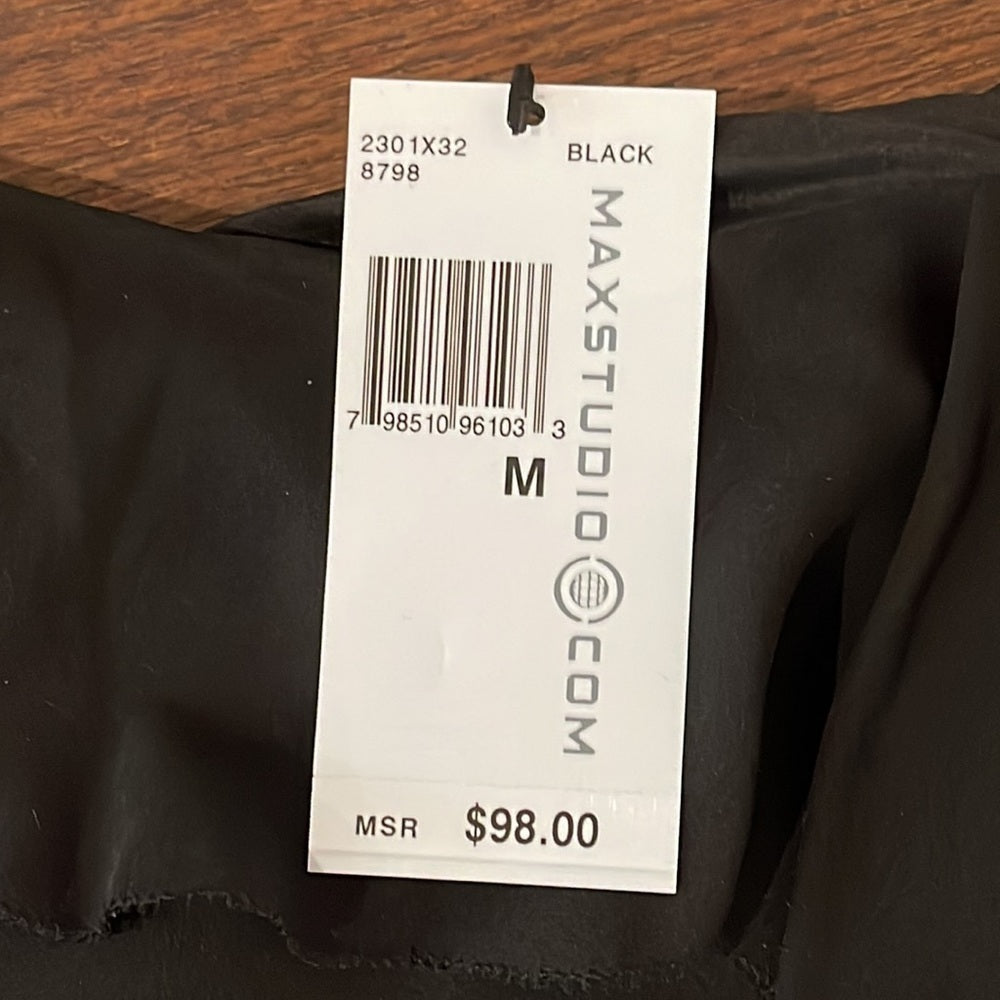 2301X32 BLACK
8798
MAXSTUDIO COM
7 98510 96103 3
M
MSR $98.00